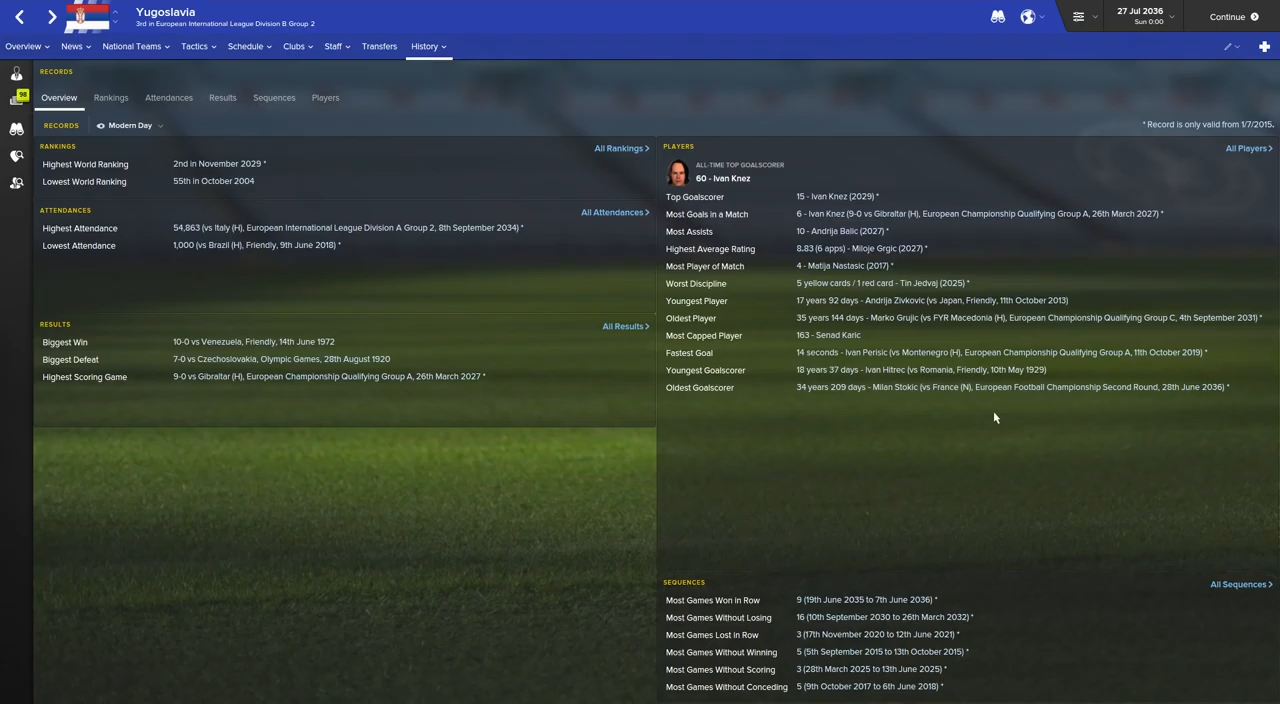 Yugoslavia
3rd in European International League Division B Group 2
27 Jul 2036
Sun 0:00
Continue
Overview
News
National Teams
Tactics
Schedule
Clubs
Staff
Transfers
History
98
RECORDS
Overview
Rankings
Attendances
Results
Sequences
Players
RECORDS
Modern Day
* Record is only valid from 1/7/2015.
RANKINGS
All Rankings >
Highest World Ranking 2nd in November 2029 *
Lowest World Ranking 55th in October 2004
ATTENDANCES
All Attendances >
Highest Attendance 54,863 (vs Italy (H), European International League Division A Group 2, 8th September 2034) *
Lowest Attendance 1,000 (vs Brazil (H), Friendly, 9th June 2018) *
RESULTS
All Results >
Biggest Win 10-0 vs Venezuela, Friendly, 14th June 1972
Biggest Defeat 7-0 vs Czechoslovakia, Olympic Games, 28th August 1920
Highest Scoring Game 9-0 vs Gibraltar (H), European Championship Qualifying Group A, 26th March 2027 *
PLAYERS
All Players >
ALL-TIME TOP GOALSCORER
60 - Ivan Knez
Top Goalscorer 15 - Ivan Knez (2029) *
Most Goals in a Match 6 - Ivan Knez (9-0 vs Gibraltar (H), European Championship Qualifying Group A, 26th March 2027) *
Most Assists 10 - Andrija Balic (2027) *
Highest Average Rating 8.83 (6 apps) - Miloje Grgic (2027) *
Most Player of Match 4 - Matija Nastasic (2017) *
Worst Discipline 5 yellow cards / 1 red card - Tin Jedvaj (2025) *
Youngest Player 17 years 92 days - Andrija Zivkovic (vs Japan, Friendly, 11th October 2013)
Oldest Player 35 years 144 days - Marko Grujic (vs FYR Macedonia (H), European Championship Qualifying Group C, 4th September 2031) *
Most Capped Player 163 - Senad Karic
Fastest Goal 14 seconds - Ivan Perisic (vs Montenegro (H), European Championship Qualifying Group A, 11th October 2019) *
Youngest Goalscorer 18 years 37 days - Ivan Hitrec (vs Romania, Friendly, 10th May 1929)
Oldest Goalscorer 34 years 209 days - Milan Stokic (vs France (N), European Football Championship Second Round, 28th June 2036) *
SEQUENCES
All Sequences >
Most Games Won in Row 9 (19th June 2035 to 7th June 2036) *
Most Games Without Losing 16 (10th September 2030 to 26th March 2032) *
Most Games Lost in Row 3 (17th November 2020 to 12th June 2021) *
Most Games Without Winning 5 (5th September 2015 to 13th October 2015) *
Most Games Without Scoring 3 (28th March 2025 to 13th June 2025) *
Most Games Without Conceding 5 (9th October 2017 to 6th June 2018) *